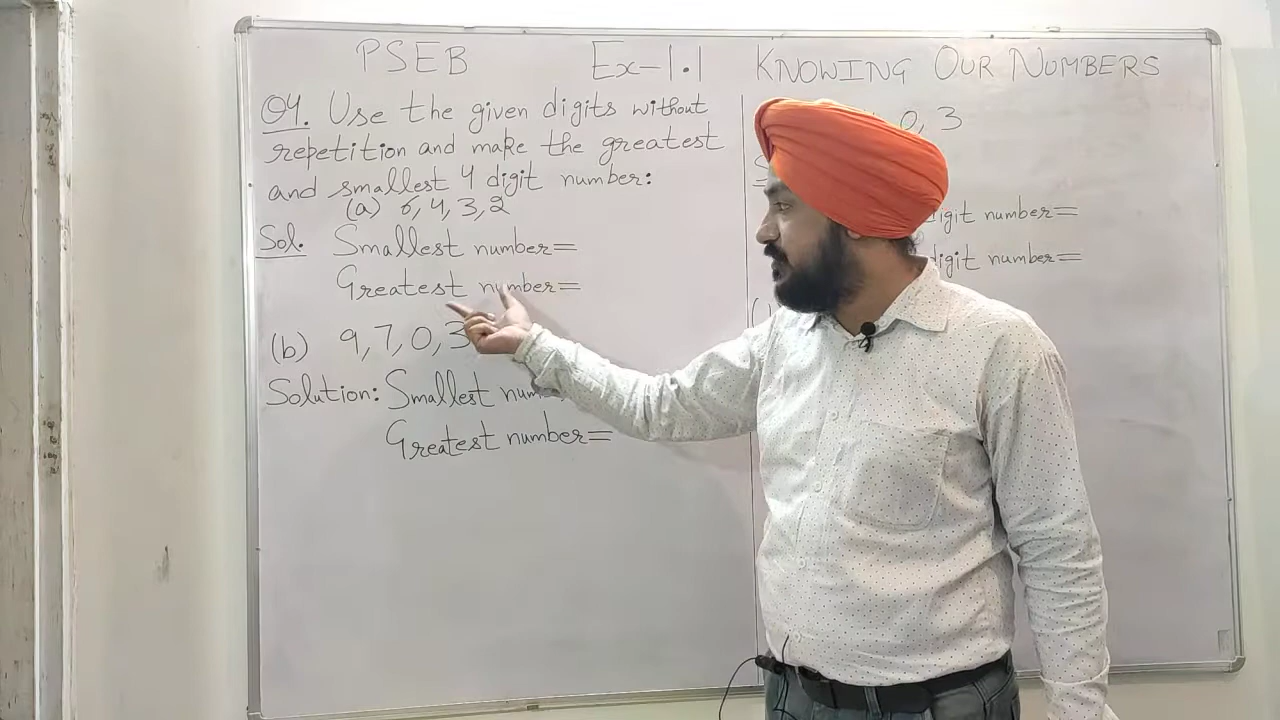 PSEB Ex-1.1 KNOWING OUR NUMBERS
Q4. Use the given digits without
repetition and make the greatest
and smallest 4 digit number:
(a) 6, 4, 3, 2
Sol. Smallest number=
Greatest number=
(b) 9, 7, 0, 3
Solution: Smallest
Greatest number=
0, 3
digit number=
digit number=